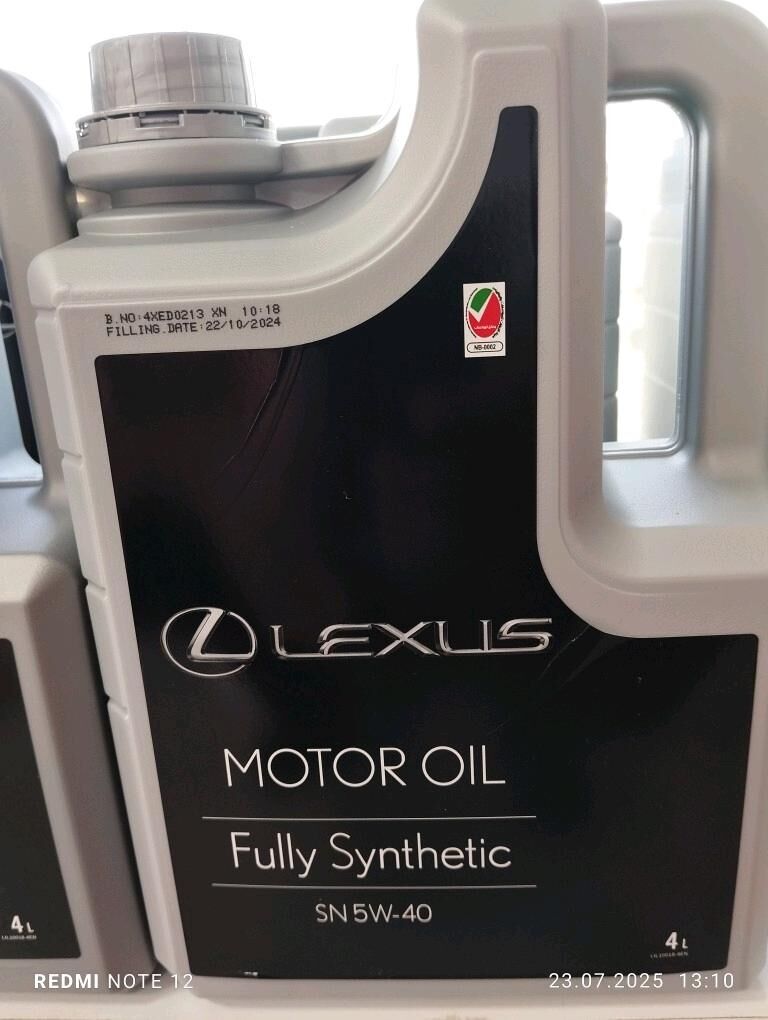 B.NO:4XED0213 XN 10:18
FILLING.DATE:22/10/2024
NB-0002
LEXUS
MOTOR OIL
Fully Synthetic
SN 5W-40
4L
4L
REDMI NOTE 12
23.07.2025 13:10